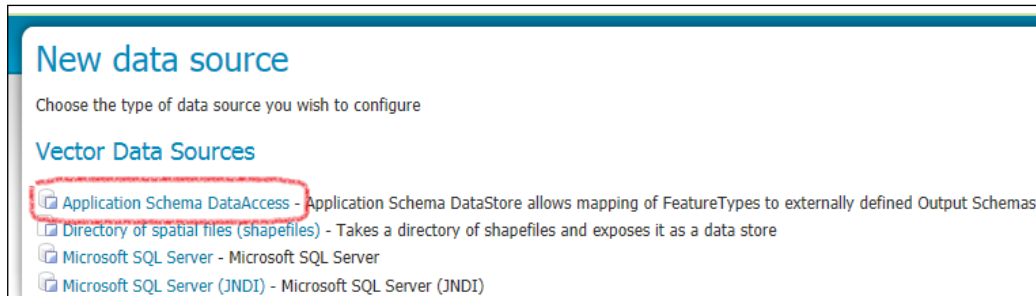 New data source
Choose the type of data source you wish to configure
Vector Data Sources
Application Schema DataAccess - Application Schema DataStore allows mapping of FeatureTypes to externally defined Output Schemas
Directory of spatial files (shapefiles) - Takes a directory of shapefiles and exposes it as a data store
Microsoft SQL Server - Microsoft SQL Server
Microsoft SQL Server (JNDI) - Microsoft SQL Server (JNDI)